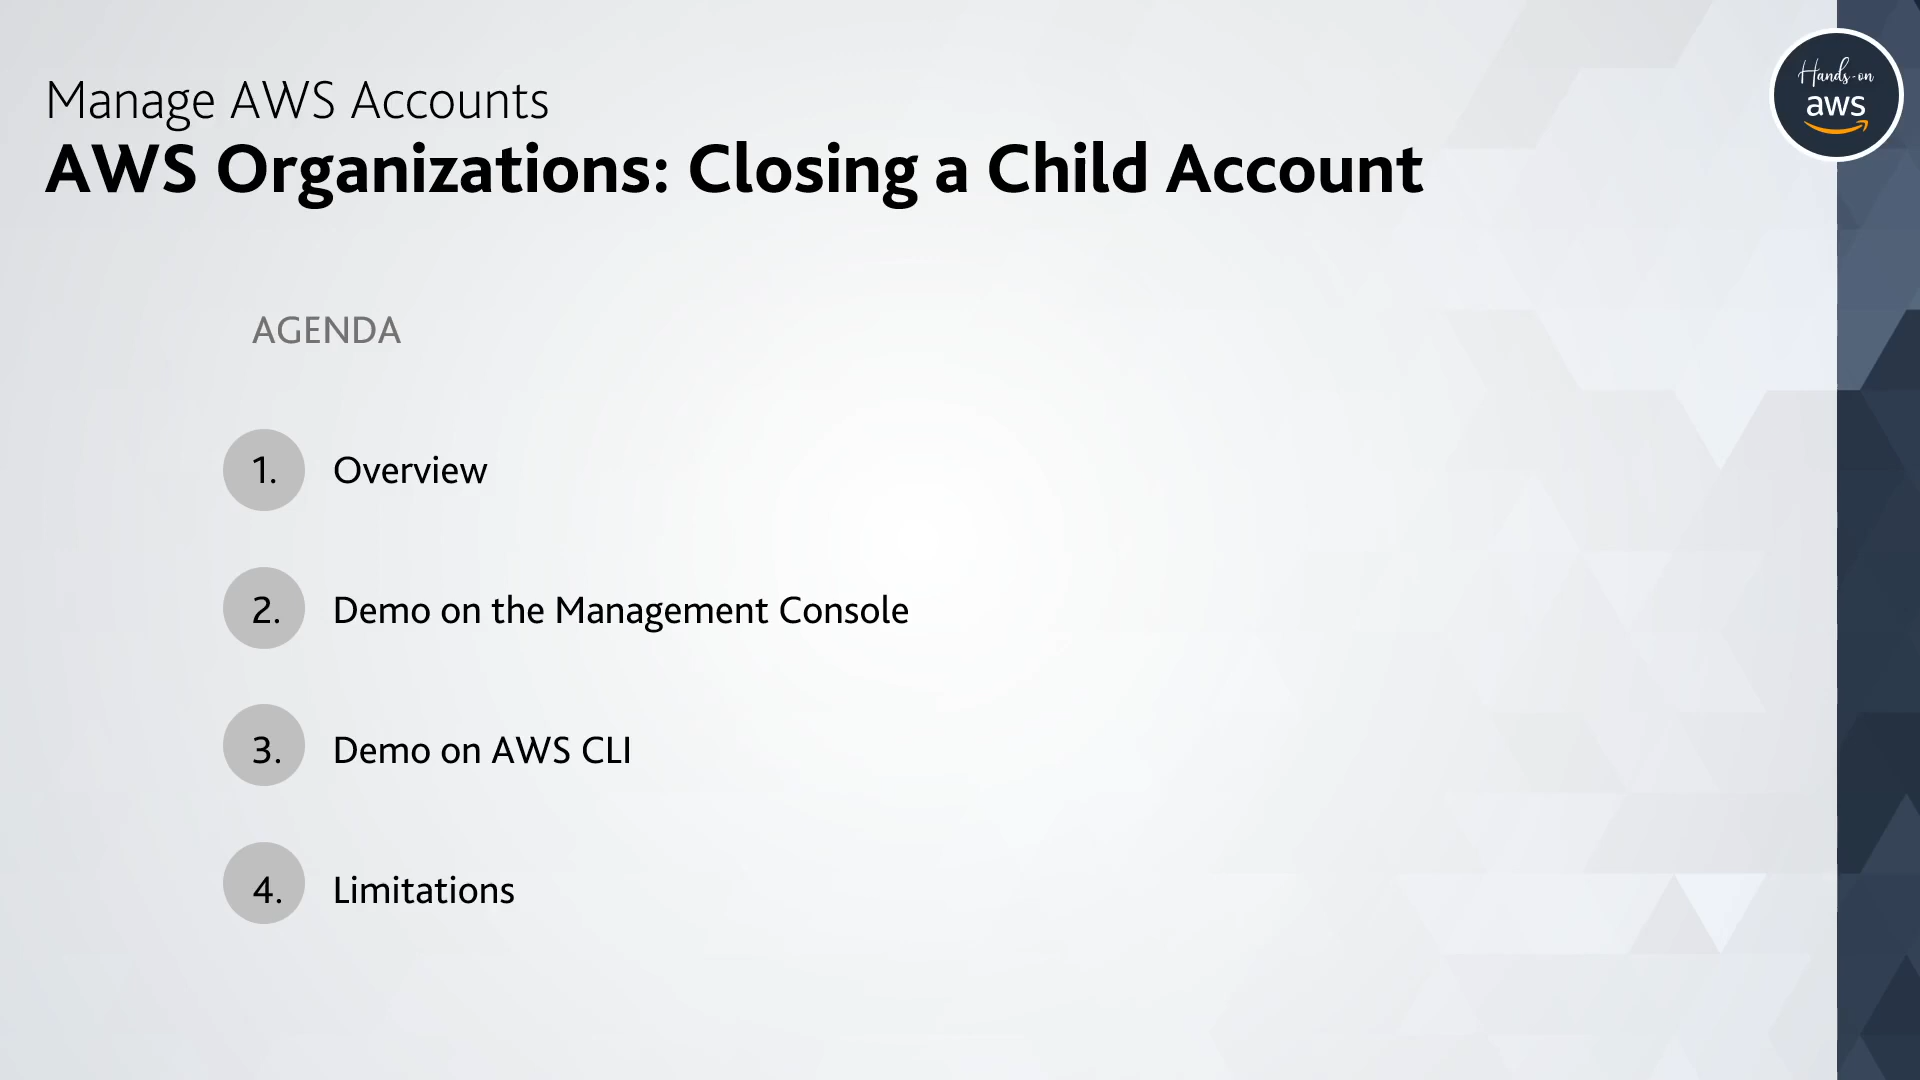 Manage AWS Accounts
AWS Organizations: Closing a Child Account
Hands-on
aws
AGENDA
1. Overview
2. Demo on the Management Console
3. Demo on AWS CLI
4. Limitations